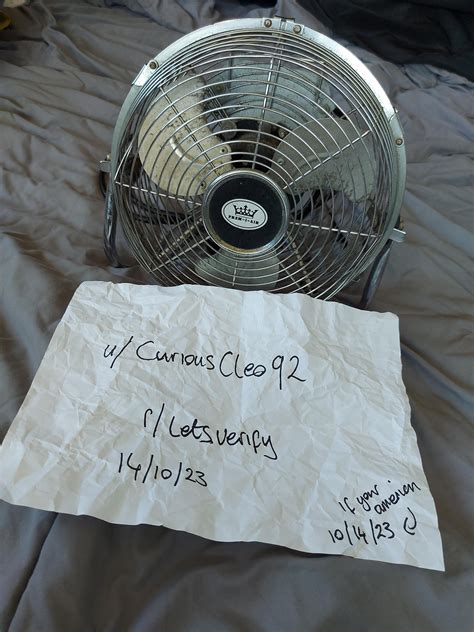 PREM-I-AIR
u/CuriousCleo92
r/Letsverify
14/10/23
if your american
10/14/23